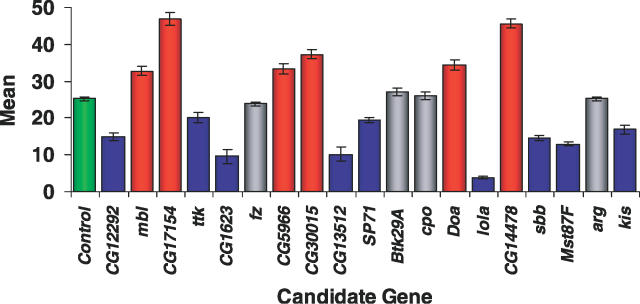 Mean
50
40
30
20
10
0
Control
CG12292
mbl
CG17154
ttk
CG1623
fz
CG5966
CG30015
CG13512
SP71
Btk29A
cpo
Doa
lola
CG14478
sbb
Mst87F
arg
kis
Candidate Gene